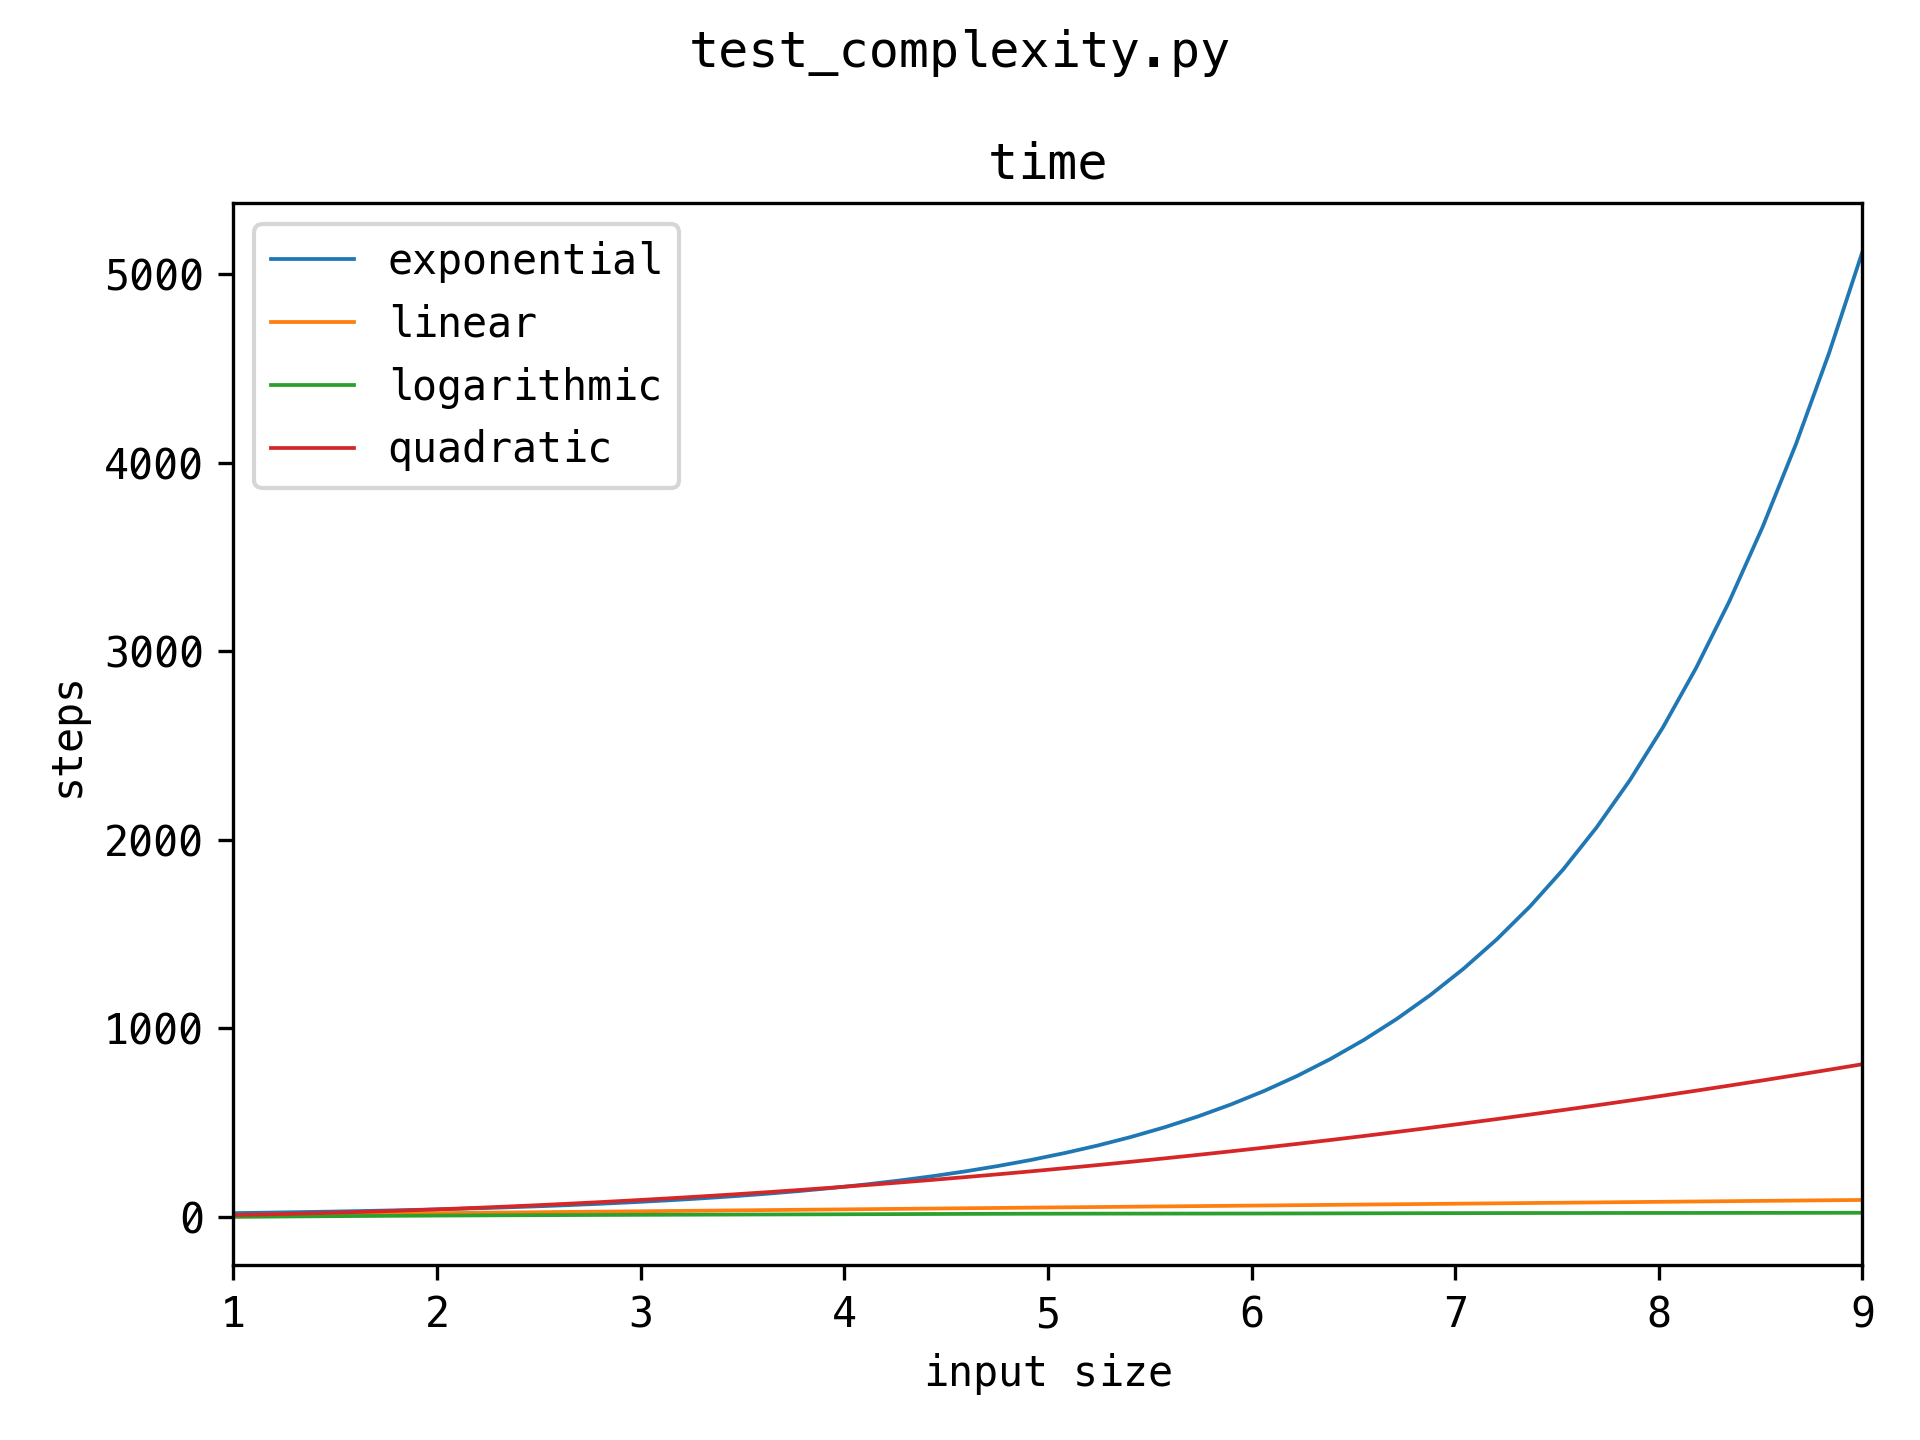 test_complexity.py
time
exponential
linear
logarithmic
quadratic
5000
4000
3000
2000
1000
0
steps
1 2 3 4 5 6 7 8 9
input size